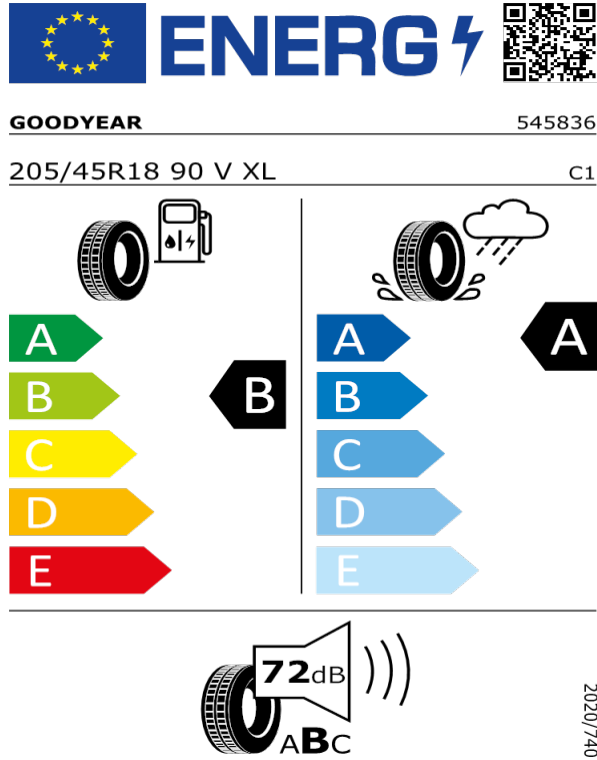 ENERG
GOODYEAR 545836
205/45R18 90 V XL C1
A A A
B B B
C C
D D
E E
72dB
ABC
2020/740